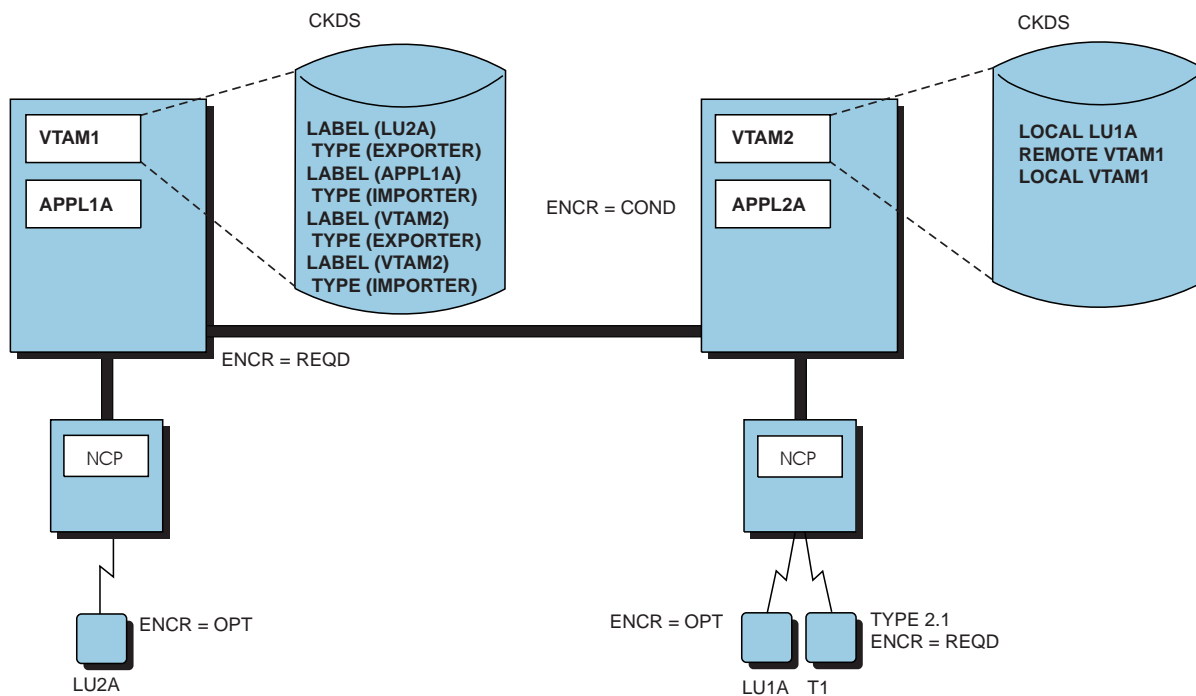 CKDS
VTAM1
APPL1A
LABEL (LU2A)
TYPE (EXPORTER)
LABEL (APPL1A)
TYPE (IMPORTER)
LABEL (VTAM2)
TYPE (EXPORTER)
LABEL (VTAM2)
TYPE (IMPORTER)
ENCR = REQD
NCP
ENCR = OPT
LU2A
CKDS
ENCR = COND
VTAM2
APPL2A
LOCAL LU1A
REMOTE VTAM1
LOCAL VTAM1
NCP
ENCR = OPT
LU1A
TYPE 2.1
ENCR = REQD
T1